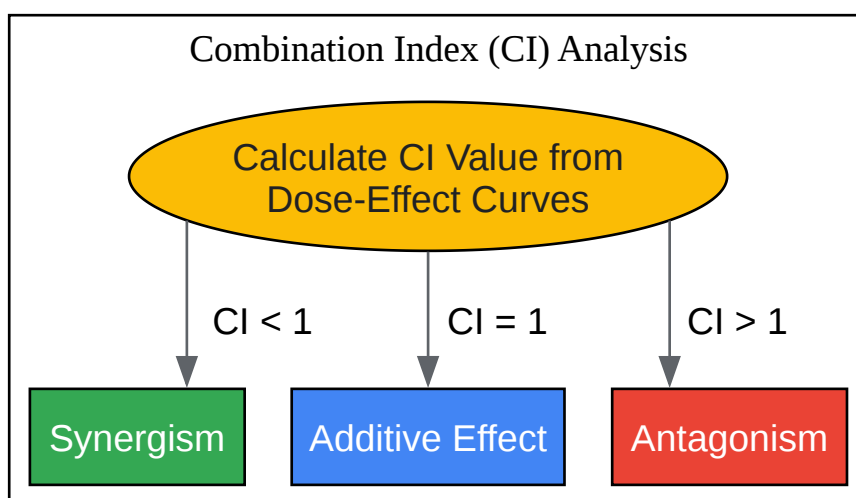 Combination Index (CI) Analysis
Calculate CI Value from
Dose-Effect Curves
CI < 1
CI = 1
CI > 1
Synergism
Additive Effect
Antagonism